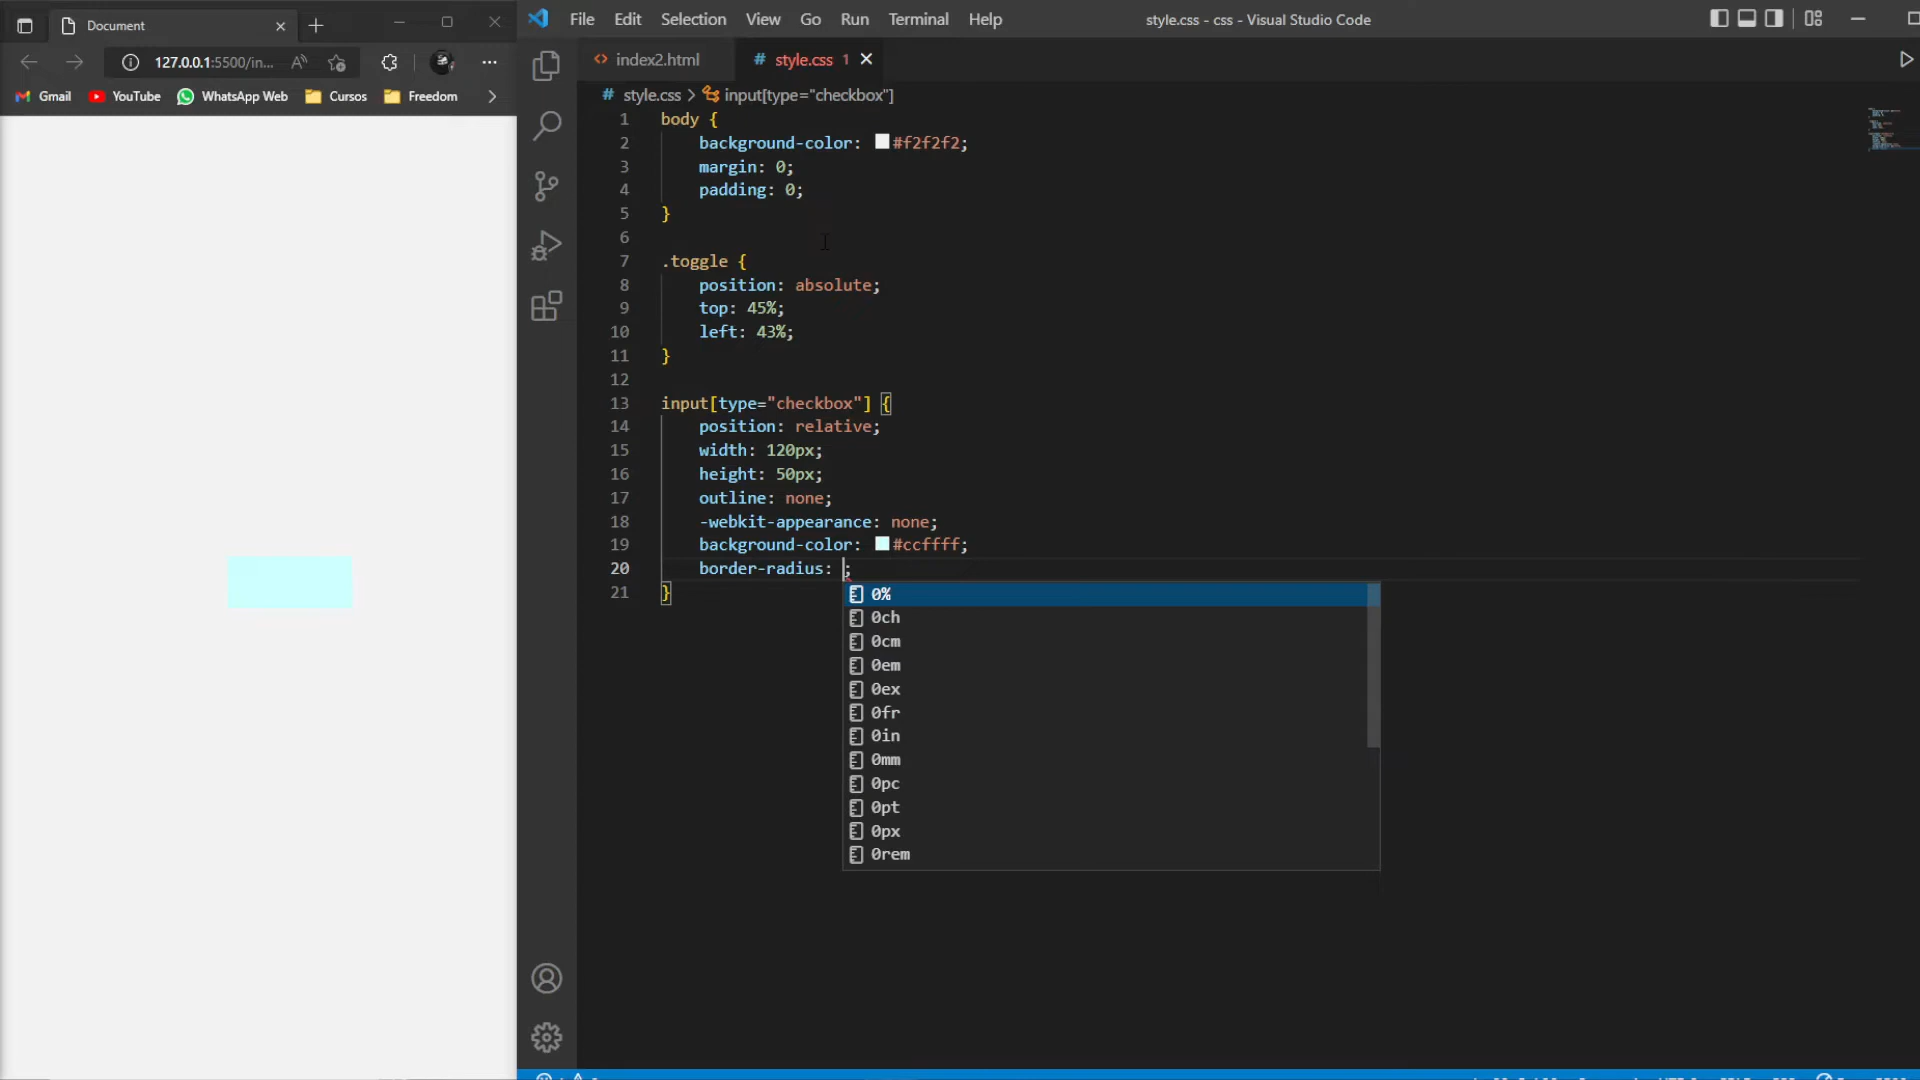 Document
127.0.0.1:5500/in...
Gmail
YouTube
WhatsApp Web
Cursos
Freedom
File Edit Selection View Go Run Terminal Help
style.css - css - Visual Studio Code
index2.html
# style.css 1
# style.css > input[type="checkbox"]
1 body {
2 background-color: #f2f2f2;
3 margin: 0;
4 padding: 0;
5 }
6
7 .toggle {
8 position: absolute;
9 top: 45%;
10 left: 43%;
11 }
12
13 input[type="checkbox"] {
14 position: relative;
15 width: 120px;
16 height: 50px;
17 outline: none;
18 -webkit-appearance: none;
19 background-color: #ccffff;
20 border-radius: ;
21 }
0%
0ch
0cm
0em
0ex
0fr
0in
0mm
0pc
0pt
0px
0rem